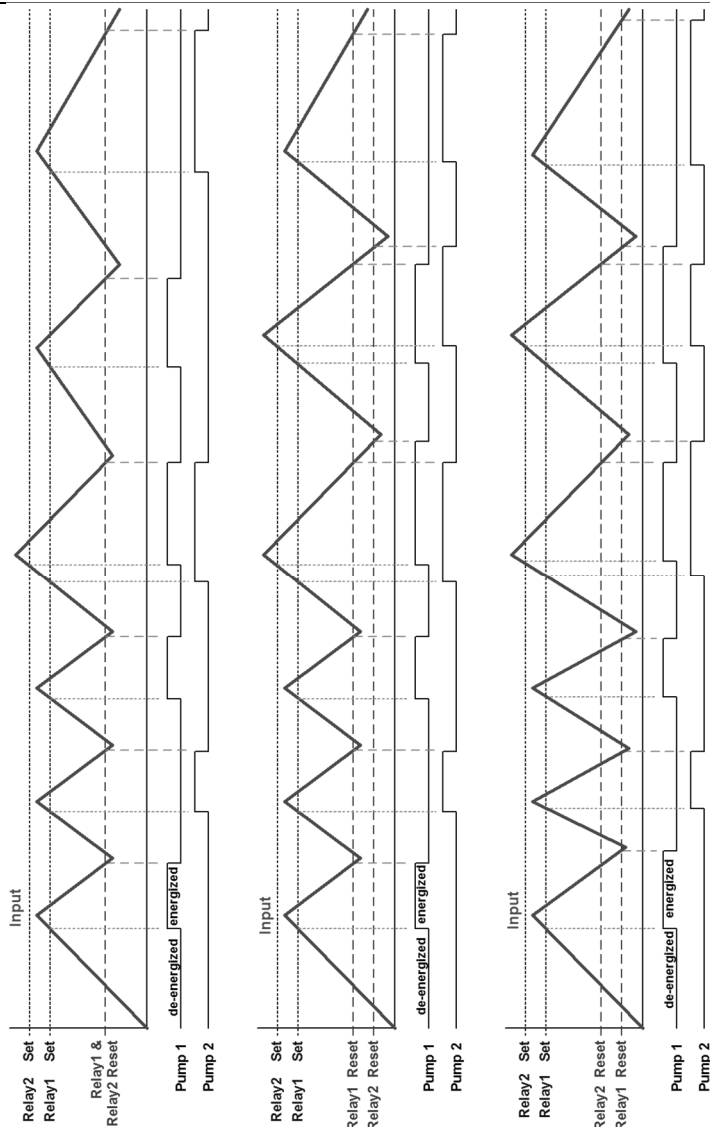 Input
de-energized
energized
Relay2 Set
Relay1 Set
Relay1 &
Relay2 Reset
Pump 1
Pump 2
Input
de-energized
energized
Relay2 Set
Relay1 Set
Relay1 Reset
Relay2 Reset
Pump 1
Pump 2
Input
de-energized
energized
Relay2 Set
Relay1 Set
Relay2 Reset
Relay1 Reset
Pump 1
Pump 2